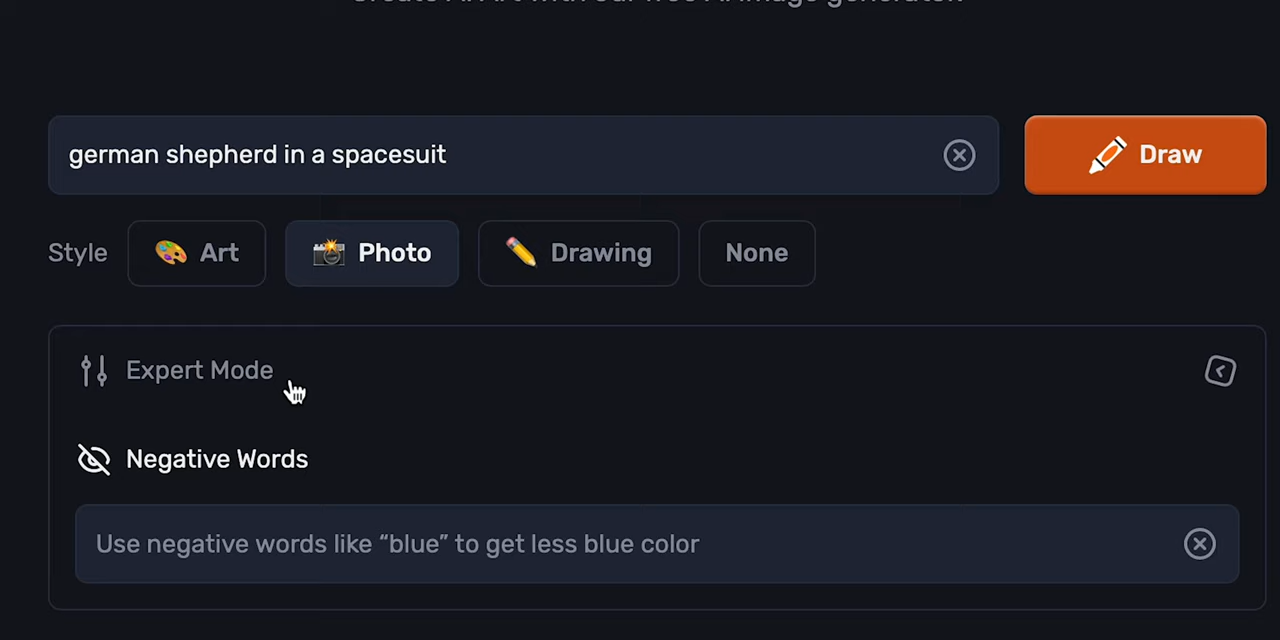 german shepherd in a spacesuit
Draw
Style Art Photo Drawing None
Expert Mode
Negative Words
Use negative words like “blue” to get less blue color